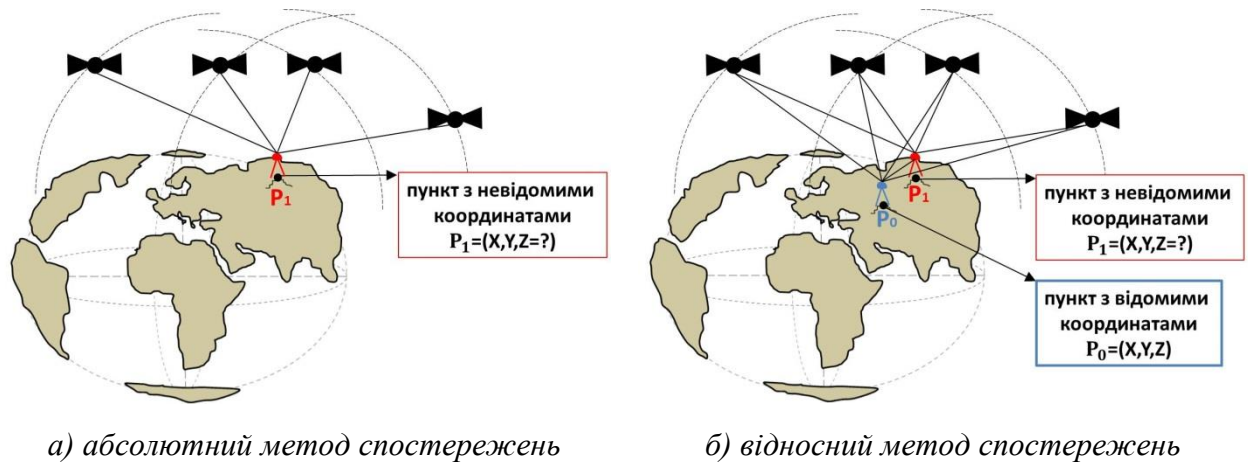 P₁
пункт з невідомими
координатами
P₁=(X,Y,Z=?)
а) абсолютний метод спостережень
P₁
P₀
пункт з невідомими
координатами
P₁=(X,Y,Z=?)
пункт з відомими
координатами
P₀=(X,Y,Z)
б) відносний метод спостережень